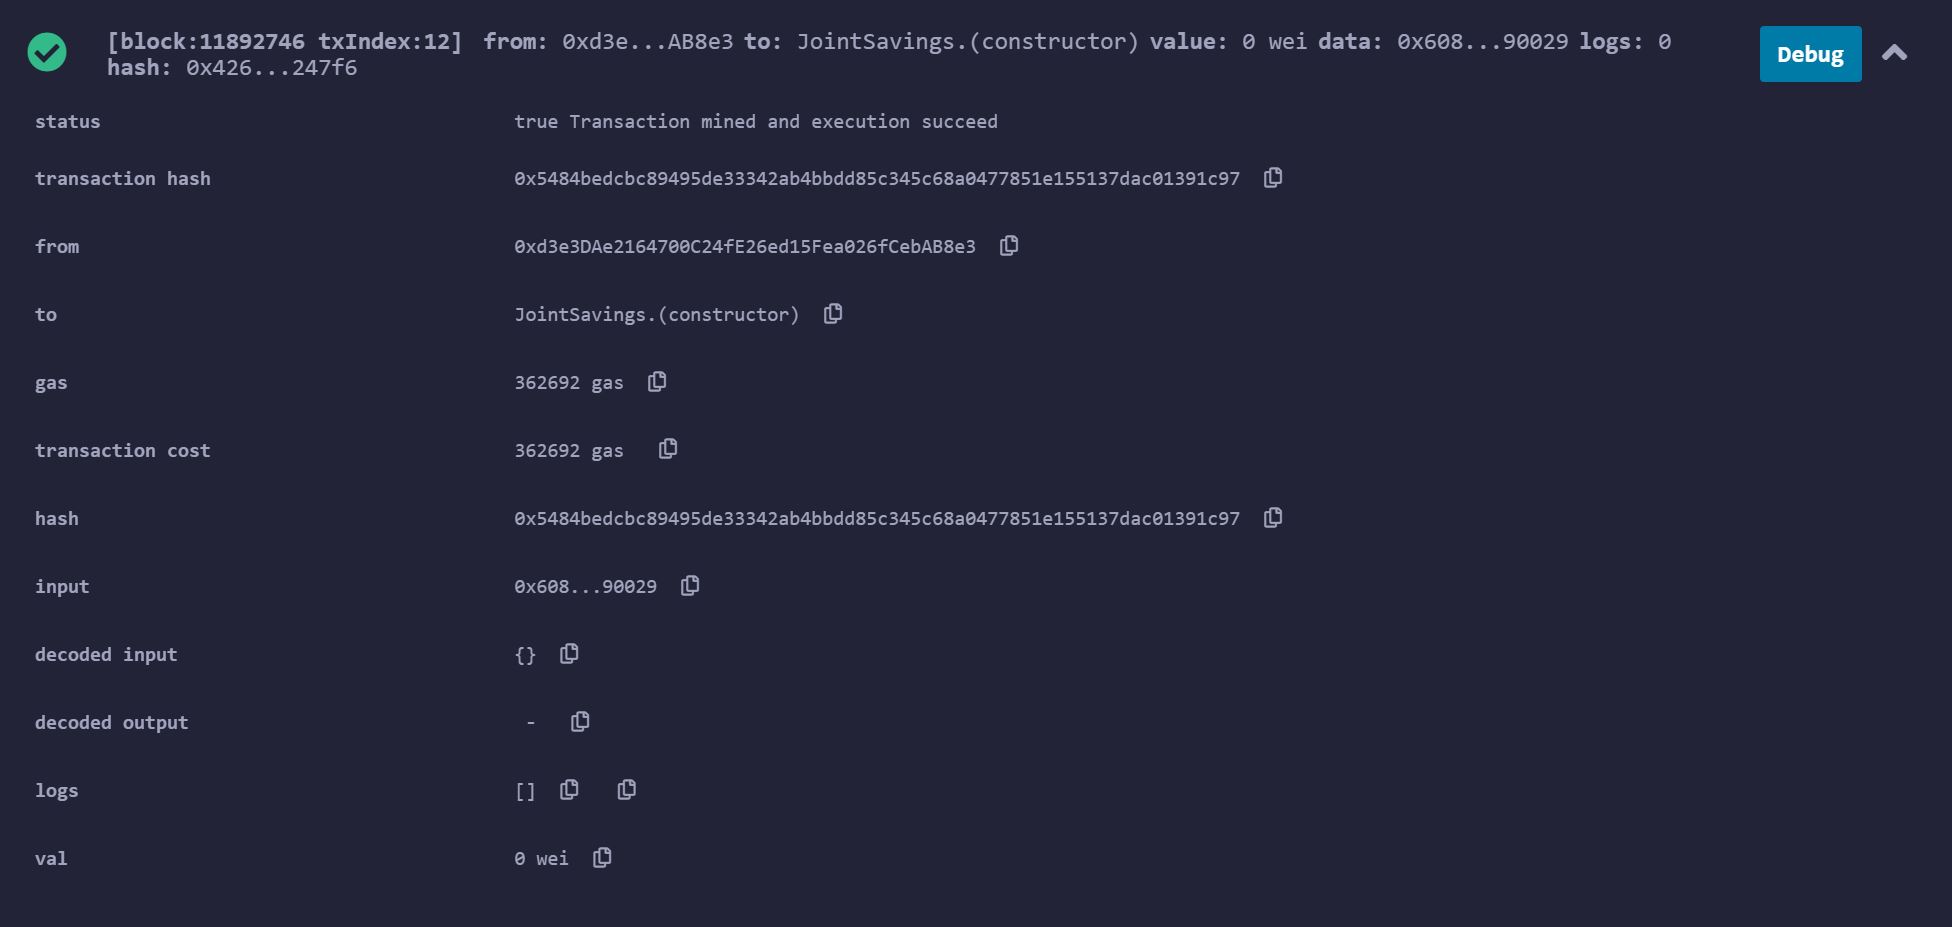 [block:11892746 txIndex:12] from: 0xd3e...AB8e3 to: JointSavings.(constructor) value: 0 wei data: 0x608...90029 logs: 0
hash: 0x426...247f6
Debug
status true Transaction mined and execution succeed
transaction hash 0x5484bedcbc89495de33342ab4bbdd85c345c68a0477851e155137dac01391c97
from 0xd3e3DAe2164700C24fE26ed15Fea026fCebAB8e3
to JointSavings.(constructor)
gas 362692 gas
transaction cost 362692 gas
hash 0x5484bedcbc89495de33342ab4bbdd85c345c68a0477851e155137dac01391c97
input 0x608...90029
decoded input {}
decoded output -
logs []
val 0 wei